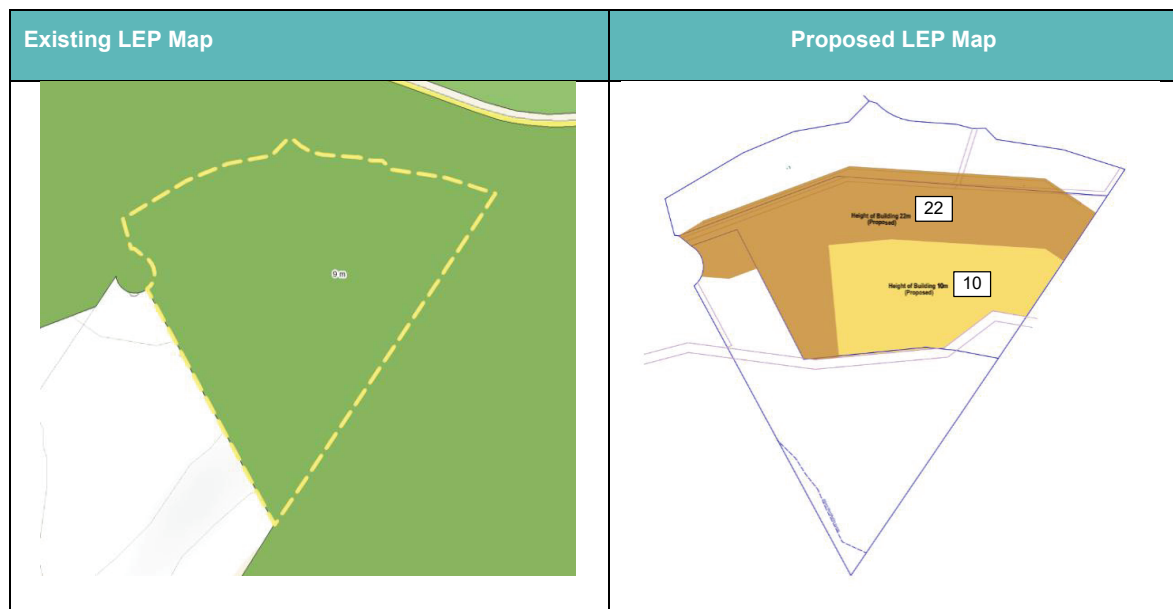 Existing LEP Map
Proposed LEP Map
9 m
Height of Building 22m
(Proposed)
22
Height of Building 10m
(Proposed)
10